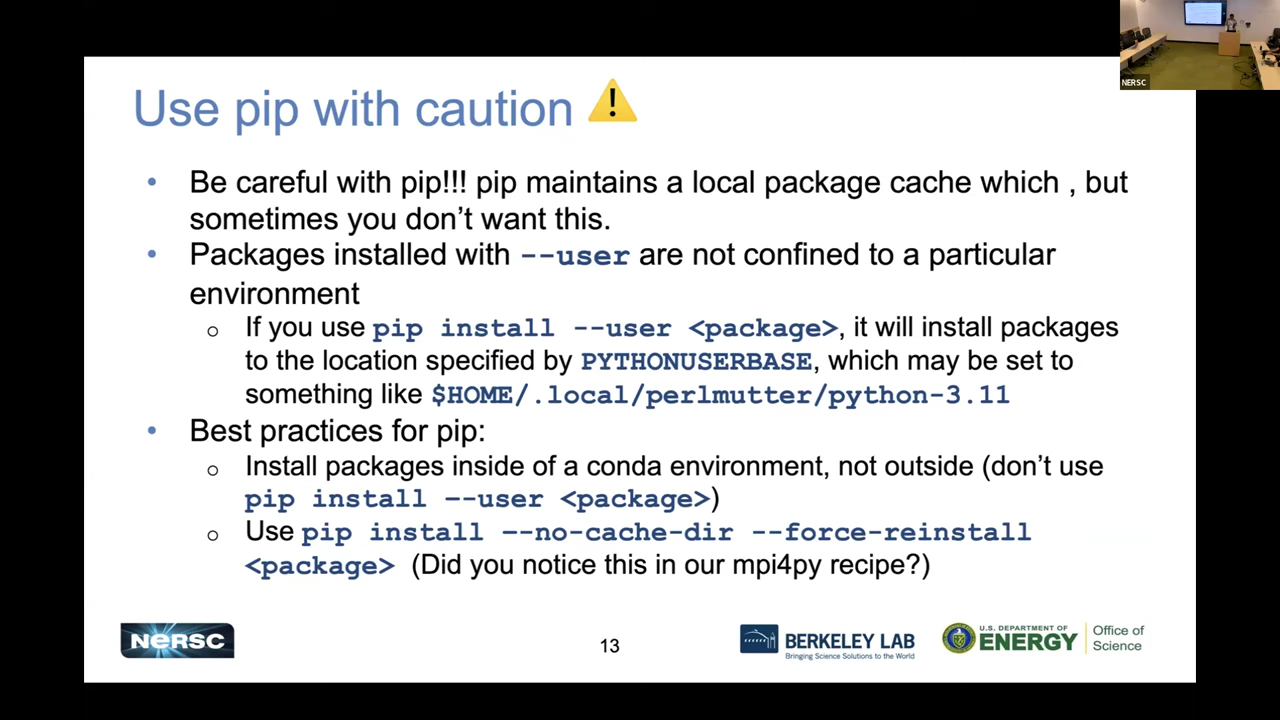 NERSC
Use pip with caution ⚠
• Be careful with pip!!! pip maintains a local package cache which , but
sometimes you don’t want this.
• Packages installed with --user are not confined to a particular
environment
○ If you use pip install --user <package>, it will install packages
to the location specified by PYTHONUSERBASE, which may be set to
something like $HOME/.local/perlmutter/python-3.11
• Best practices for pip:
○ Install packages inside of a conda environment, not outside (don’t use
pip install –-user <package>)
○ Use pip install –-no-cache-dir --force-reinstall
<package> (Did you notice this in our mpi4py recipe?)
NERSC
13
BERKELEY LAB
Bringing Science Solutions to the World
U.S. DEPARTMENT OF
ENERGY
Office of
Science